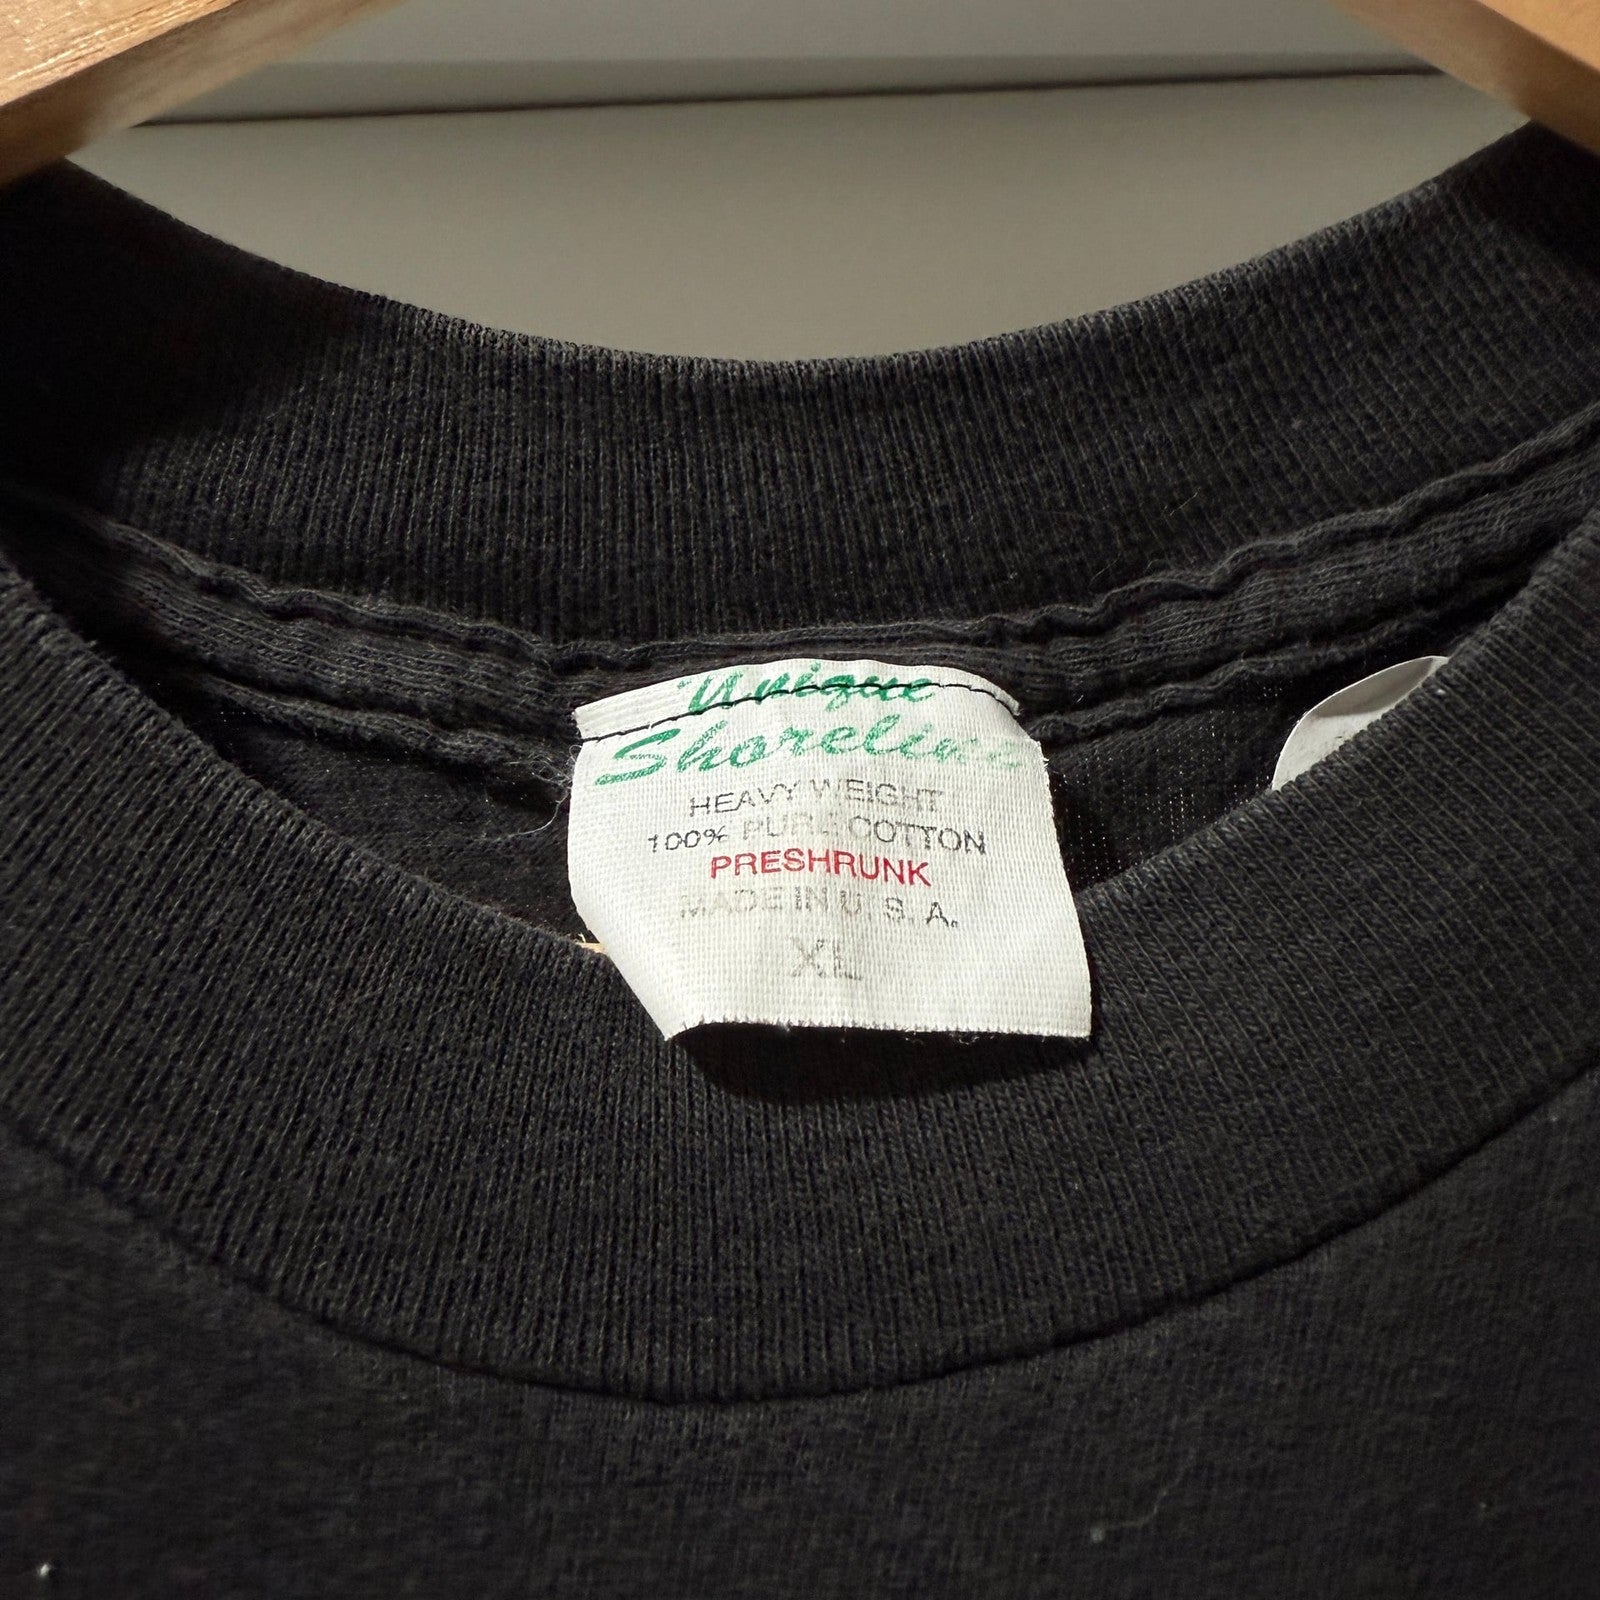 Unique
Shoreline
HEAVY WEIGHT
100% PURE COTTON
PRESHRUNK
MADE IN U. S. A.
XL